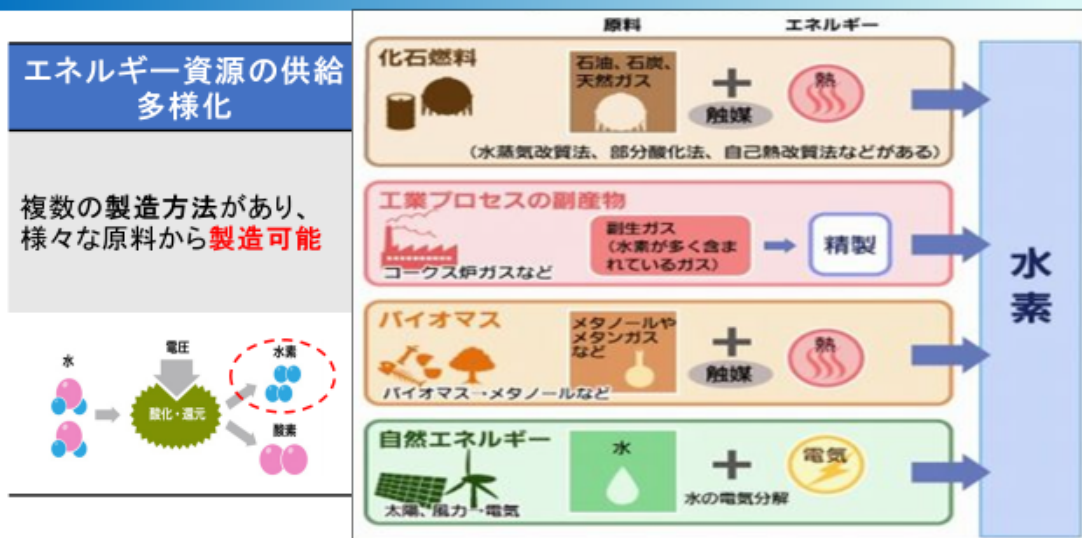 エネルギー資源の供給
多様化
複数の製造方法があり、
様々な原料から製造可能
水
電圧
酸化・還元
水素
酸素
原料
エネルギー
化石燃料
石油、石炭、
天然ガス
＋
触媒
熱
（水蒸気改質法、部分酸化法、自己熱改質法などがある）
工業プロセスの副産物
コークス炉ガスなど
副生ガス
（水素が多く含ま
れているガス）
精製
バイオマス
バイオマス→メタノールなど
メタノールや
メタンガス
など
＋
触媒
熱
自然エネルギー
太陽、風力→電気
水
＋
水の電気分解
電気
水素